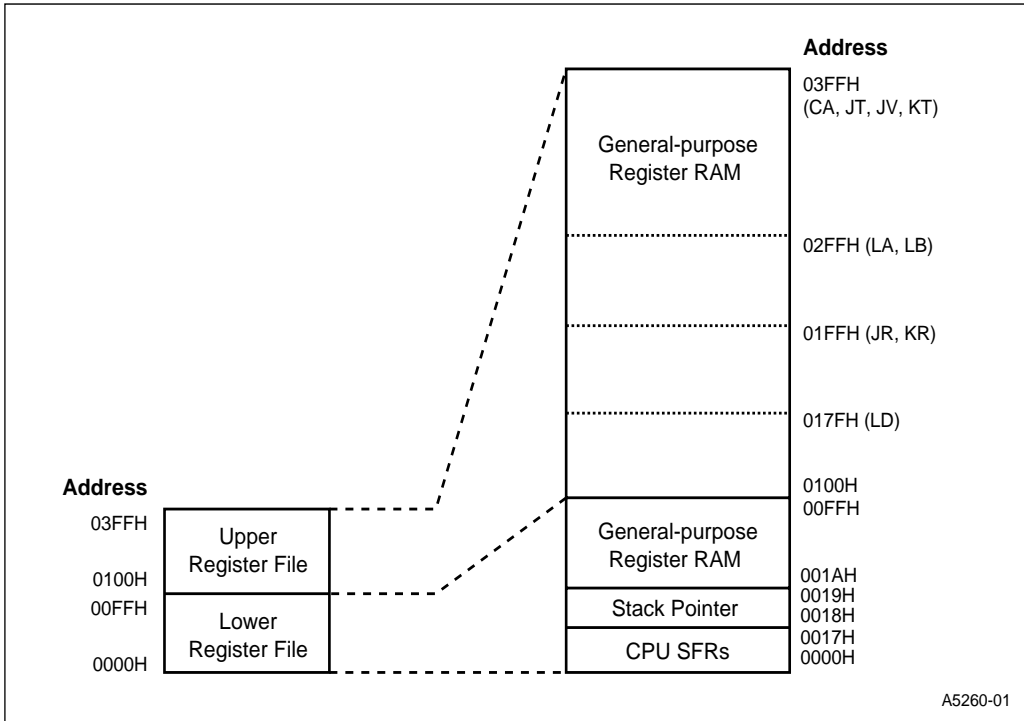 Address
03FFH
(CA, JT, JV, KT)
General-purpose
Register RAM
02FFH (LA, LB)
01FFH (JR, KR)
017FH (LD)
0100H
00FFH
General-purpose
Register RAM
001AH
0019H
Stack Pointer
0018H
0017H
CPU SFRs
0000H
Address
03FFH
Upper
Register File
0100H
00FFH
Lower
Register File
0000H
A5260-01